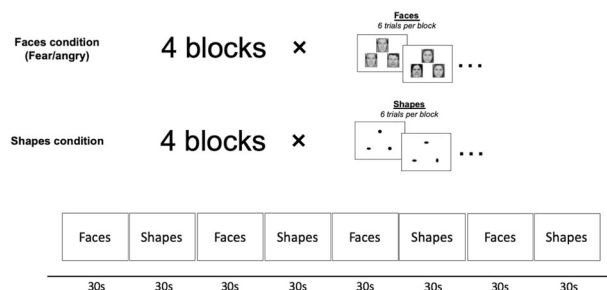 Faces condition
(Fear/angry)
4 blocks ×
Faces
6 trials per block
...
Shapes condition
4 blocks ×
Shapes
6 trials per block
...
Faces Shapes Faces Shapes Faces Shapes Faces Shapes
30s 30s 30s 30s 30s 30s 30s 30s